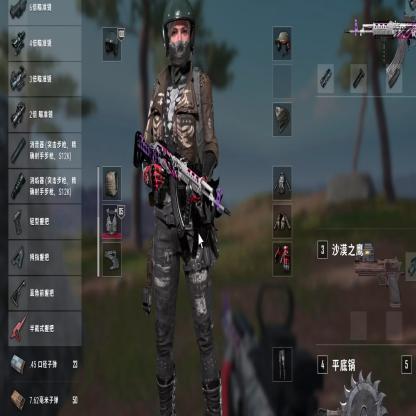 6倍瞄准镜
4倍瞄准镜
3倍瞄准镜
2倍 瞄准镜
消音器(突击步枪、精
确射手步枪、S12K)
消焰器(突击步枪、精
确射手步枪、S12K)
轻型握把
拇指握把
直角前握把
半截式握把
.45 口径子弹 23
7.62毫米子弹 50
85
3 沙漠之鹰
4 平底锅
5